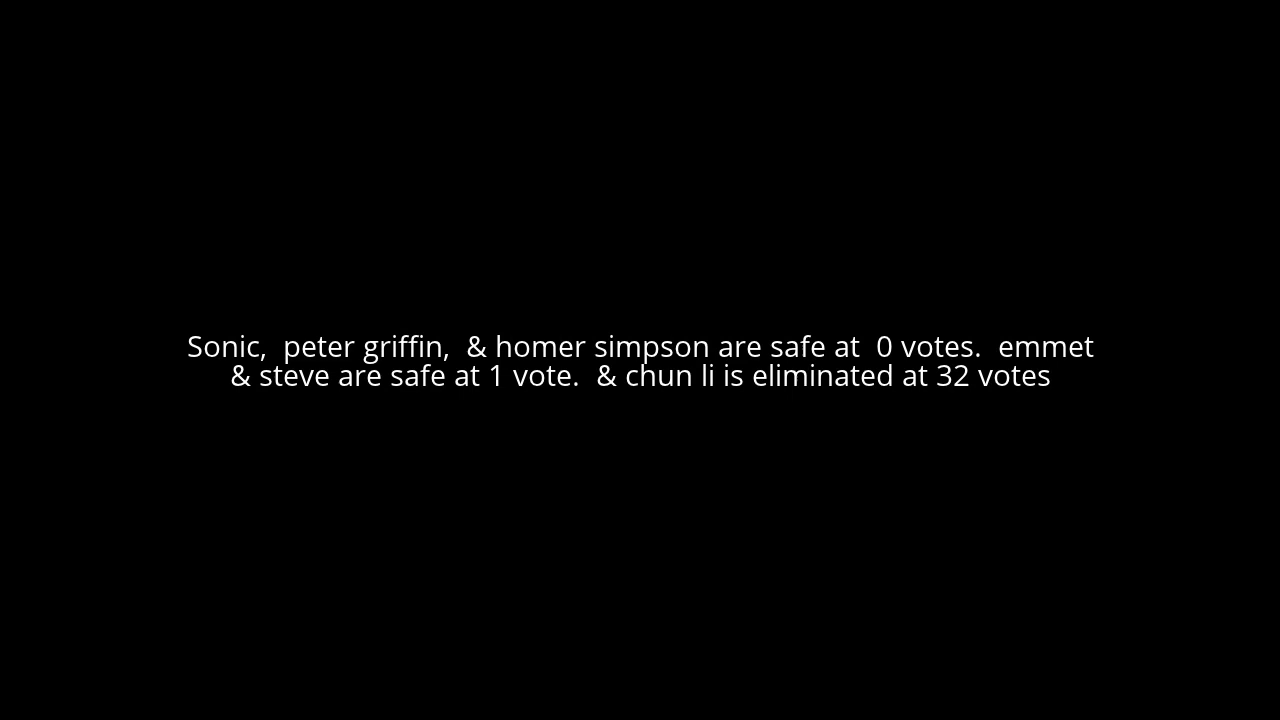 Sonic,  peter griffin,  & homer simpson are safe at  0 votes.  emmet
& steve are safe at 1 vote.  & chun li is eliminated at 32 votes